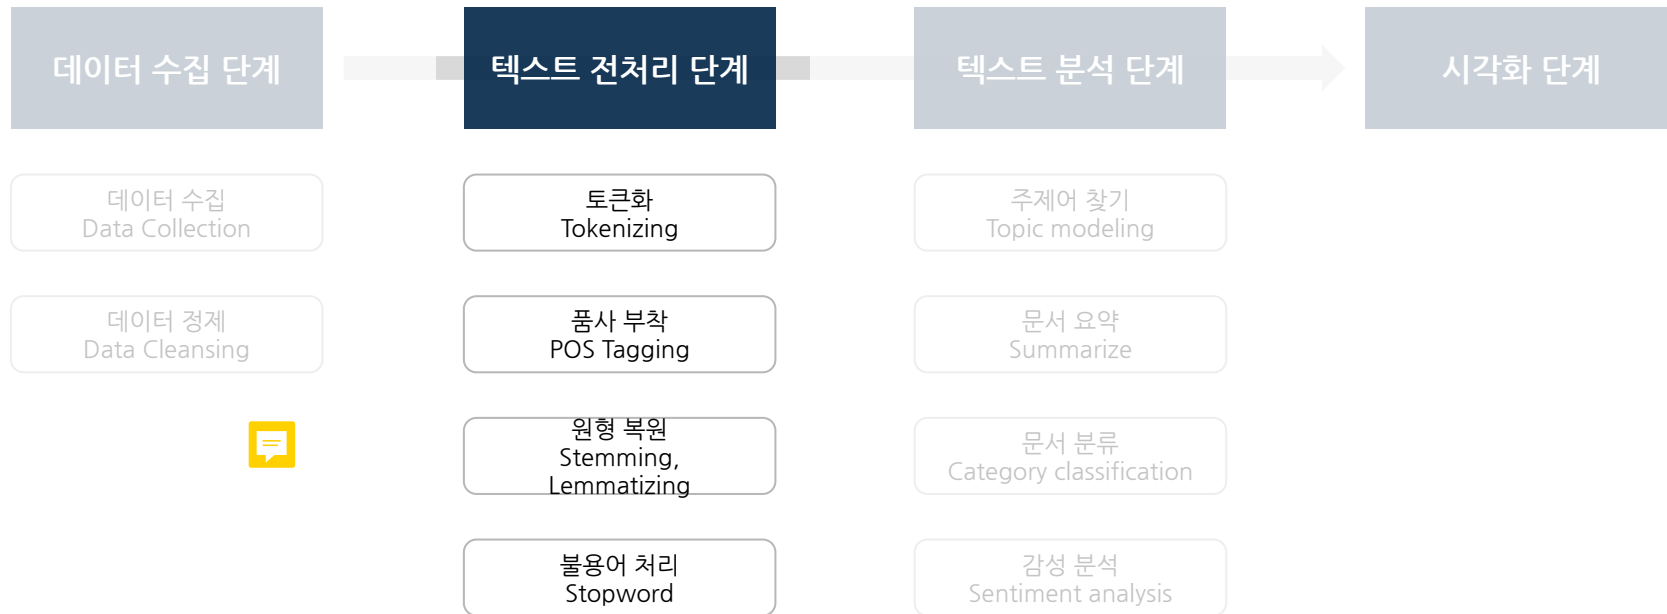 데이터 수집 단계
텍스트 전처리 단계
텍스트 분석 단계
시각화 단계
데이터 수집
Data Collection
데이터 정제
Data Cleansing
토큰화
Tokenizing
품사 부착
POS Tagging
원형 복원
Stemming,
Lemmatizing
불용어 처리
Stopword
주제어 찾기
Topic modeling
문서 요약
Summarize
문서 분류
Category classification
감성 분석
Sentiment analysis